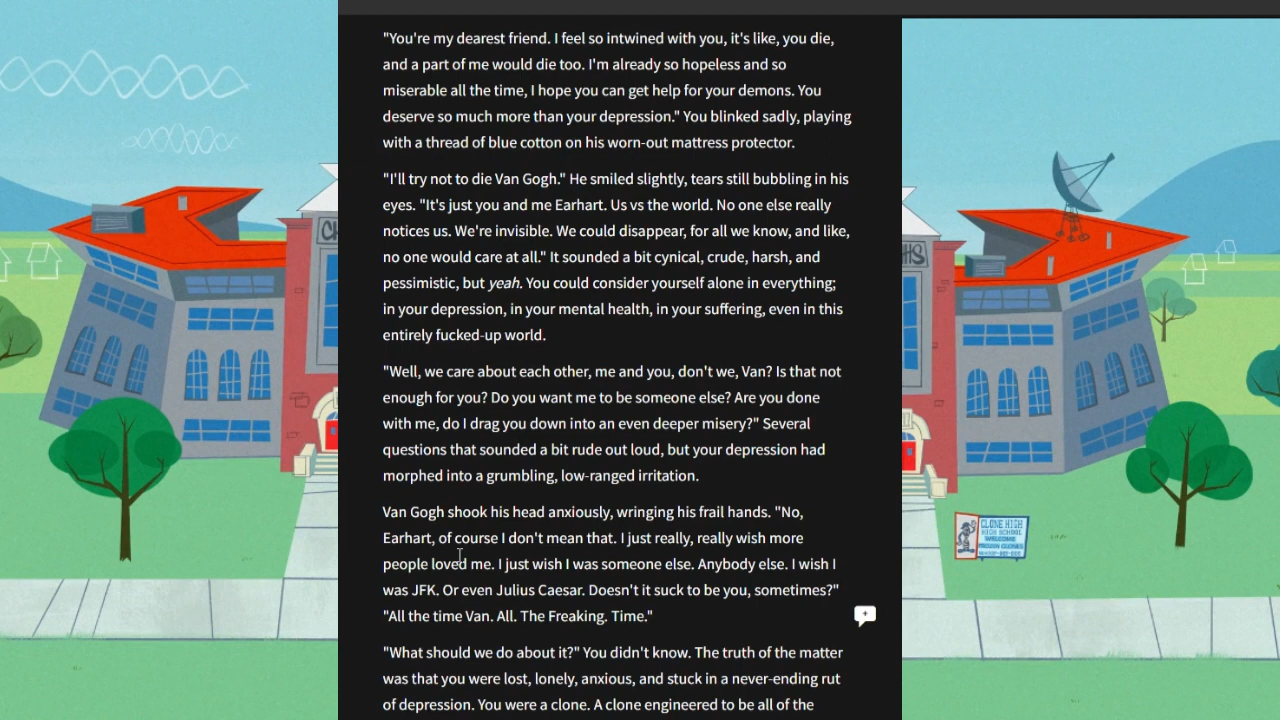 "You're my dearest friend. I feel so intwined with you, it's like, you die,
and a part of me would die too. I'm already so hopeless and so
miserable all the time, I hope you can get help for your demons. You
deserve so much more than your depression." You blinked sadly, playing
with a thread of blue cotton on his worn-out mattress protector.
"I'll try not to die Van Gogh." He smiled slightly, tears still bubbling in his
eyes. "It's just you and me Earhart. Us vs the world. No one else really
notices us. We're invisible. We could disappear, for all we know, and like,
no one would care at all." It sounded a bit cynical, crude, harsh, and
pessimistic, but yeah. You could consider yourself alone in everything;
in your depression, in your mental health, in your suffering, even in this
entirely fucked-up world.
"Well, we care about each other, me and you, don't we, Van? Is that not
enough for you? Do you want me to be someone else? Are you done
with me, do I drag you down into an even deeper misery?" Several
questions that sounded a bit rude out loud, but your depression had
morphed into a grumbling, low-ranged irritation.
Van Gogh shook his head anxiously, wringing his frail hands. "No,
Earhart, of course I don't mean that. I just really, really wish more
people loved me. I just wish I was someone else. Anybody else. I wish I
was JFK. Or even Julius Caesar. Doesn't it suck to be you, sometimes?"
"All the time Van. All. The Freaking. Time."
"What should we do about it?" You didn't know. The truth of the matter
was that you were lost, lonely, anxious, and stuck in a never-ending rut
of depression. You were a clone. A clone engineered to be all of the
CLONE HIGH
HIGH SCHOOL
WELCOME